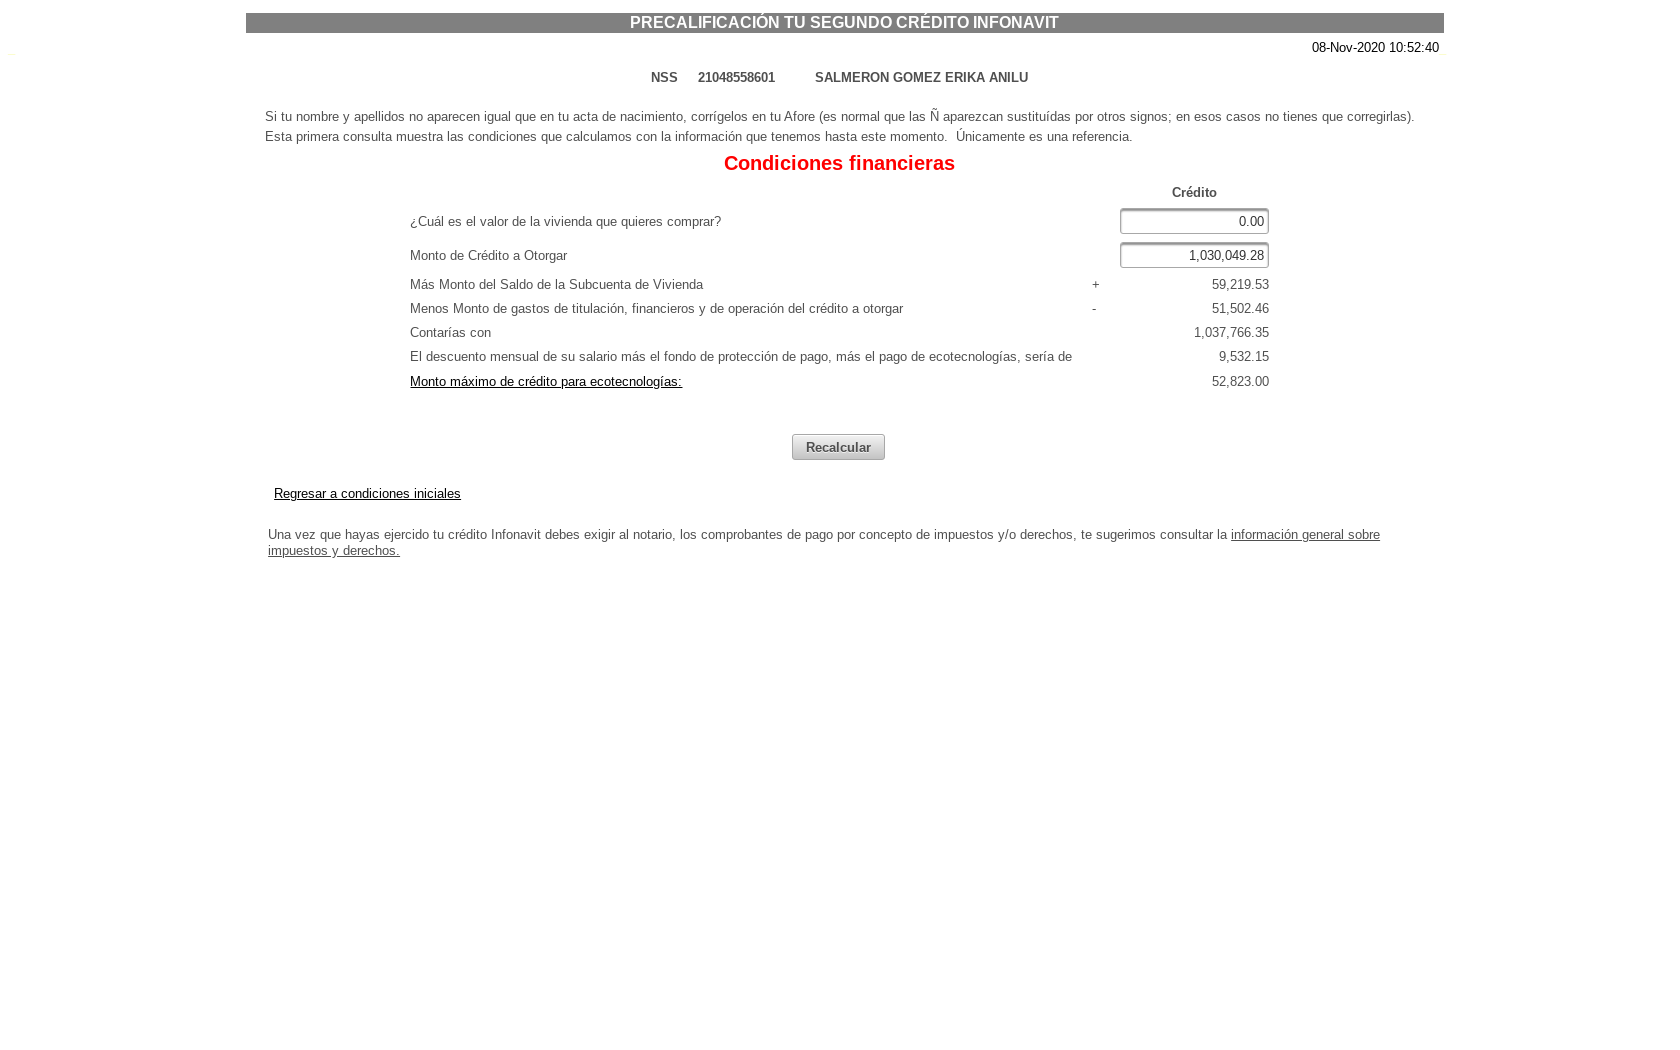 PRECALIFICACIÓN TU SEGUNDO CRÉDITO INFONAVIT
08-Nov-2020 10:52:40
NSS 21048558601 SALMERON GOMEZ ERIKA ANILU
Si tu nombre y apellidos no aparecen igual que en tu acta de nacimiento, corrígelos en tu Afore (es normal que las Ñ aparezcan sustituídas por otros signos; en esos casos no tienes que corregirlas).
Esta primera consulta muestra las condiciones que calculamos con la información que tenemos hasta este momento. Únicamente es una referencia.
Condiciones financieras
Crédito
¿Cuál es el valor de la vivienda que quieres comprar? 0.00
Monto de Crédito a Otorgar 1,030,049.28
Más Monto del Saldo de la Subcuenta de Vivienda + 59,219.53
Menos Monto de gastos de titulación, financieros y de operación del crédito a otorgar - 51,502.46
Contarías con 1,037,766.35
El descuento mensual de su salario más el fondo de protección de pago, más el pago de ecotecnologías, sería de 9,532.15
Monto máximo de crédito para ecotecnologías: 52,823.00
Recalcular
Regresar a condiciones iniciales
Una vez que hayas ejercido tu crédito Infonavit debes exigir al notario, los comprobantes de pago por concepto de impuestos y/o derechos, te sugerimos consultar la información general sobre
impuestos y derechos.